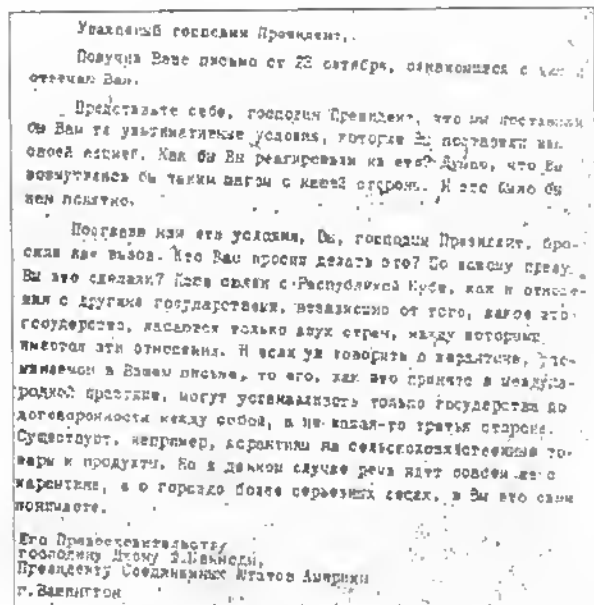 Уважаемый господин Президент,
Получив Ваше письмо от 22 октября, ознакомился с ним и
отвечаю Вам.
Представьте себе, господин Президент, что мы поставили
бы Вам те ультимативные условия, которые Вы поставили нам
своей акцией. Как бы Вы реагировали на это? Думаю, что Вы
возмутились бы таким шагом с нашей стороны. И это было бы
нам понятно.
Поставив нам эти условия, Вы, господин Президент, бро-
сили нам вызов. Кто Вас просил делать это? По какому праву
Вы это сделали? Наши связи с Республикой Куба, как и отноше-
ния с другими государствами, независимо от того, какое это
государство, касаются только двух стран, между которыми
имеются эти отношения. И если уж говорить о карантине, упо-
минаемом в Вашем письме, то его, как это принято в междуна-
родной практике, могут устанавливать только государства по
договоренности между собой, а не какая-то третья сторона.
Существуют, например, карантины на сельскохозяйственные то-
вары и продукты. Но в данном случае речь идет совсем не о
карантине, а о гораздо более серьезных вещах, и Вы это сами
понимаете.
Его Превосходительству
господину Джону Ф.Кеннеди,
Президенту Соединенных Штатов Америки
г.Вашингтон